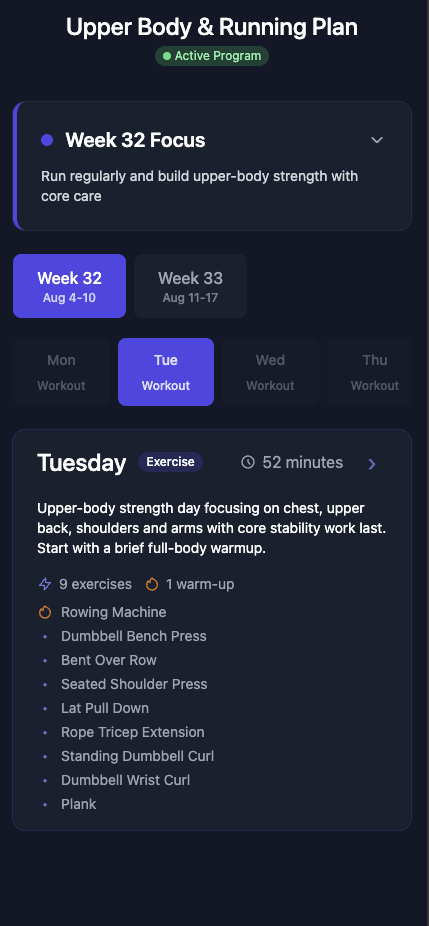 Upper Body & Running Plan
Active Program
Week 32 Focus
Run regularly and build upper-body strength with
core care
Week 32
Aug 4-10
Week 33
Aug 11-17
Mon
Workout
Tue
Workout
Wed
Workout
Thu
Workout
Tuesday
Exercise
52 minutes
Upper-body strength day focusing on chest, upper
back, shoulders and arms with core stability work last.
Start with a brief full-body warmup.
9 exercises
1 warm-up
Rowing Machine
Dumbbell Bench Press
Bent Over Row
Seated Shoulder Press
Lat Pull Down
Rope Tricep Extension
Standing Dumbbell Curl
Dumbbell Wrist Curl
Plank